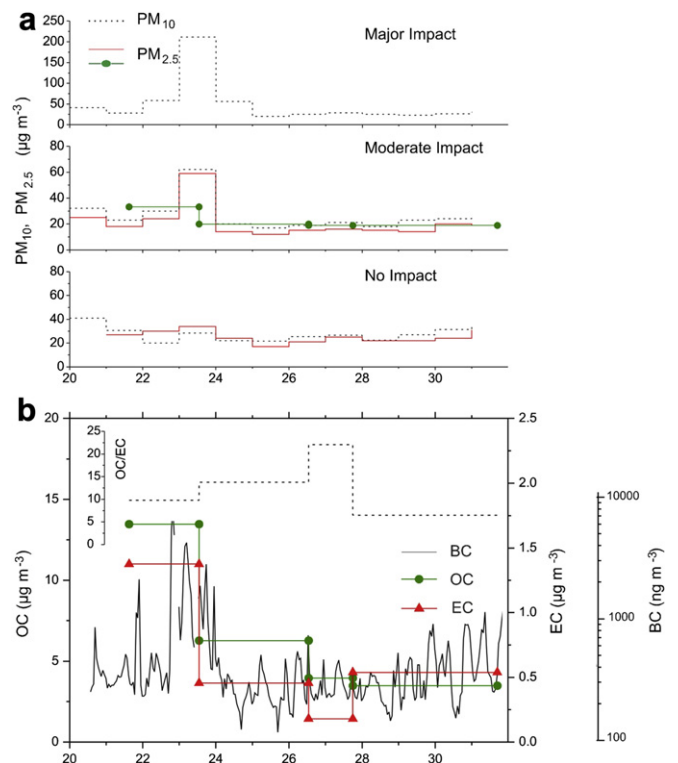 a
PM10
PM2.5
Major Impact
250
200
150
100
50
0
Moderate Impact
80
60
40
20
0
No Impact
80
60
40
20
0
PM10, PM2.5 (µg m-3)
20 22 24 26 28 30
b
20
15
10
5
0
OC (µg m-3)
25
20
15
10
5
0
OC/EC
BC
OC
EC
2.5
2.0
1.5
1.0
0.5
0.0
EC (µg m-3)
10000
1000
100
BC (ng m-3)
20 22 24 26 28 30